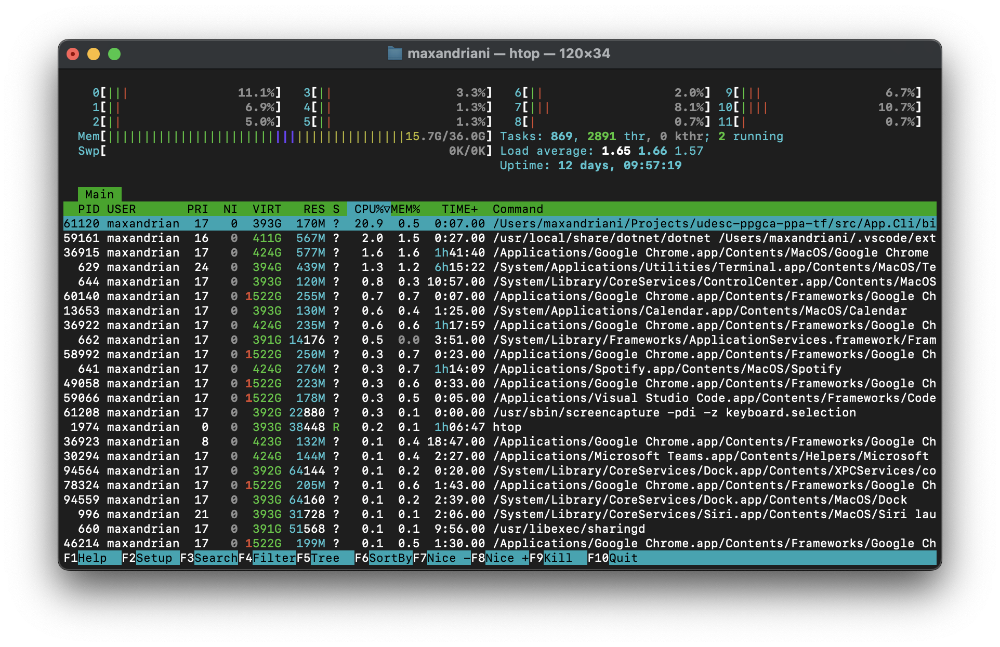 maxandriani — htop — 120×34
0[||| 11.1%] 3[|| 3.3%] 6[|| 2.0%] 9[||| 6.7%]
1[|| 6.9%] 4[|| 1.3%] 7[||| 8.1%] 10[|||| 10.7%]
2[|| 5.0%] 5[|| 1.3%] 8[| 0.7%] 11[| 0.7%]
Mem[|||||||||||||||||||||||||||||||||||||||||15.7G/36.0G] Tasks: 869, 2891 thr, 0 kthr; 2 running
Swp[ 0K/0K] Load average: 1.65 1.66 1.57
Uptime: 12 days, 09:57:19
Main
PID USER PRI NI VIRT RES S CPU%▽MEM% TIME+ Command
61120 maxandrian 17 0 393G 170M ? 20.9 0.5 0:07.00 /Users/maxandriani/Projects/udesc-ppgca-ppa-tf/src/App.Cli/bi
59161 maxandrian 16 0 411G 567M ? 2.0 1.5 0:27.00 /usr/local/share/dotnet/dotnet /Users/maxandriani/.vscode/ext
36915 maxandrian 17 0 424G 577M ? 1.6 1.6 1h41:40 /Applications/Google Chrome.app/Contents/MacOS/Google Chrome
629 maxandrian 24 0 394G 439M ? 1.3 1.2 6h15:22 /System/Applications/Utilities/Terminal.app/Contents/MacOS/Te
644 maxandrian 17 0 393G 120M ? 0.8 0.3 10:57.00 /System/Library/CoreServices/ControlCenter.app/Contents/MacOS
60140 maxandrian 17 0 1522G 255M ? 0.7 0.7 0:07.00 /Applications/Google Chrome.app/Contents/Frameworks/Google Ch
13653 maxandrian 17 0 393G 130M ? 0.6 0.4 1:25.00 /System/Applications/Calendar.app/Contents/MacOS/Calendar
36922 maxandrian 17 0 424G 235M ? 0.6 0.6 1h17:59 /Applications/Google Chrome.app/Contents/Frameworks/Google Ch
662 maxandrian 17 0 391G 14176 ? 0.5 0.0 3:51.00 /System/Library/Frameworks/ApplicationServices.framework/Fram
58992 maxandrian 17 0 1522G 250M ? 0.3 0.7 0:23.00 /Applications/Google Chrome.app/Contents/Frameworks/Google Ch
641 maxandrian 17 0 424G 276M ? 0.3 0.7 1h14:09 /Applications/Spotify.app/Contents/MacOS/Spotify
49058 maxandrian 17 0 1522G 223M ? 0.3 0.6 0:33.00 /Applications/Google Chrome.app/Contents/Frameworks/Google Ch
59066 maxandrian 17 0 1522G 178M ? 0.3 0.5 0:05.00 /Applications/Visual Studio Code.app/Contents/Frameworks/Code
61208 maxandrian 17 0 392G 22880 ? 0.3 0.1 0:00.00 /usr/sbin/screencapture -pdi -z keyboard.selection
1974 maxandrian 0 0 393G 38448 R 0.2 0.1 1h06:47 htop
36923 maxandrian 8 0 423G 132M ? 0.1 0.4 18:47.00 /Applications/Google Chrome.app/Contents/Frameworks/Google Ch
30294 maxandrian 17 0 424G 144M ? 0.1 0.4 2:27.00 /Applications/Microsoft Teams.app/Contents/Helpers/Microsoft
94564 maxandrian 17 0 392G 64144 ? 0.1 0.2 0:20.00 /System/Library/CoreServices/Dock.app/Contents/XPCServices/co
78324 maxandrian 17 0 1522G 205M ? 0.1 0.6 1:43.00 /Applications/Google Chrome.app/Contents/Frameworks/Google Ch
94559 maxandrian 17 0 393G 64160 ? 0.1 0.2 2:39.00 /System/Library/CoreServices/Dock.app/Contents/MacOS/Dock
996 maxandrian 21 0 393G 31728 ? 0.1 0.1 2:06.00 /System/Library/CoreServices/Siri.app/Contents/MacOS/Siri lau
660 maxandrian 17 0 391G 51568 ? 0.1 0.1 9:56.00 /usr/libexec/sharingd
46214 maxandrian 17 0 1522G 199M ? 0.1 0.5 1:30.00 /Applications/Google Chrome.app/Contents/Frameworks/Google Ch
F1Help F2Setup F3SearchF4FilterF5Tree F6SortByF7Nice -F8Nice +F9Kill F10Quit